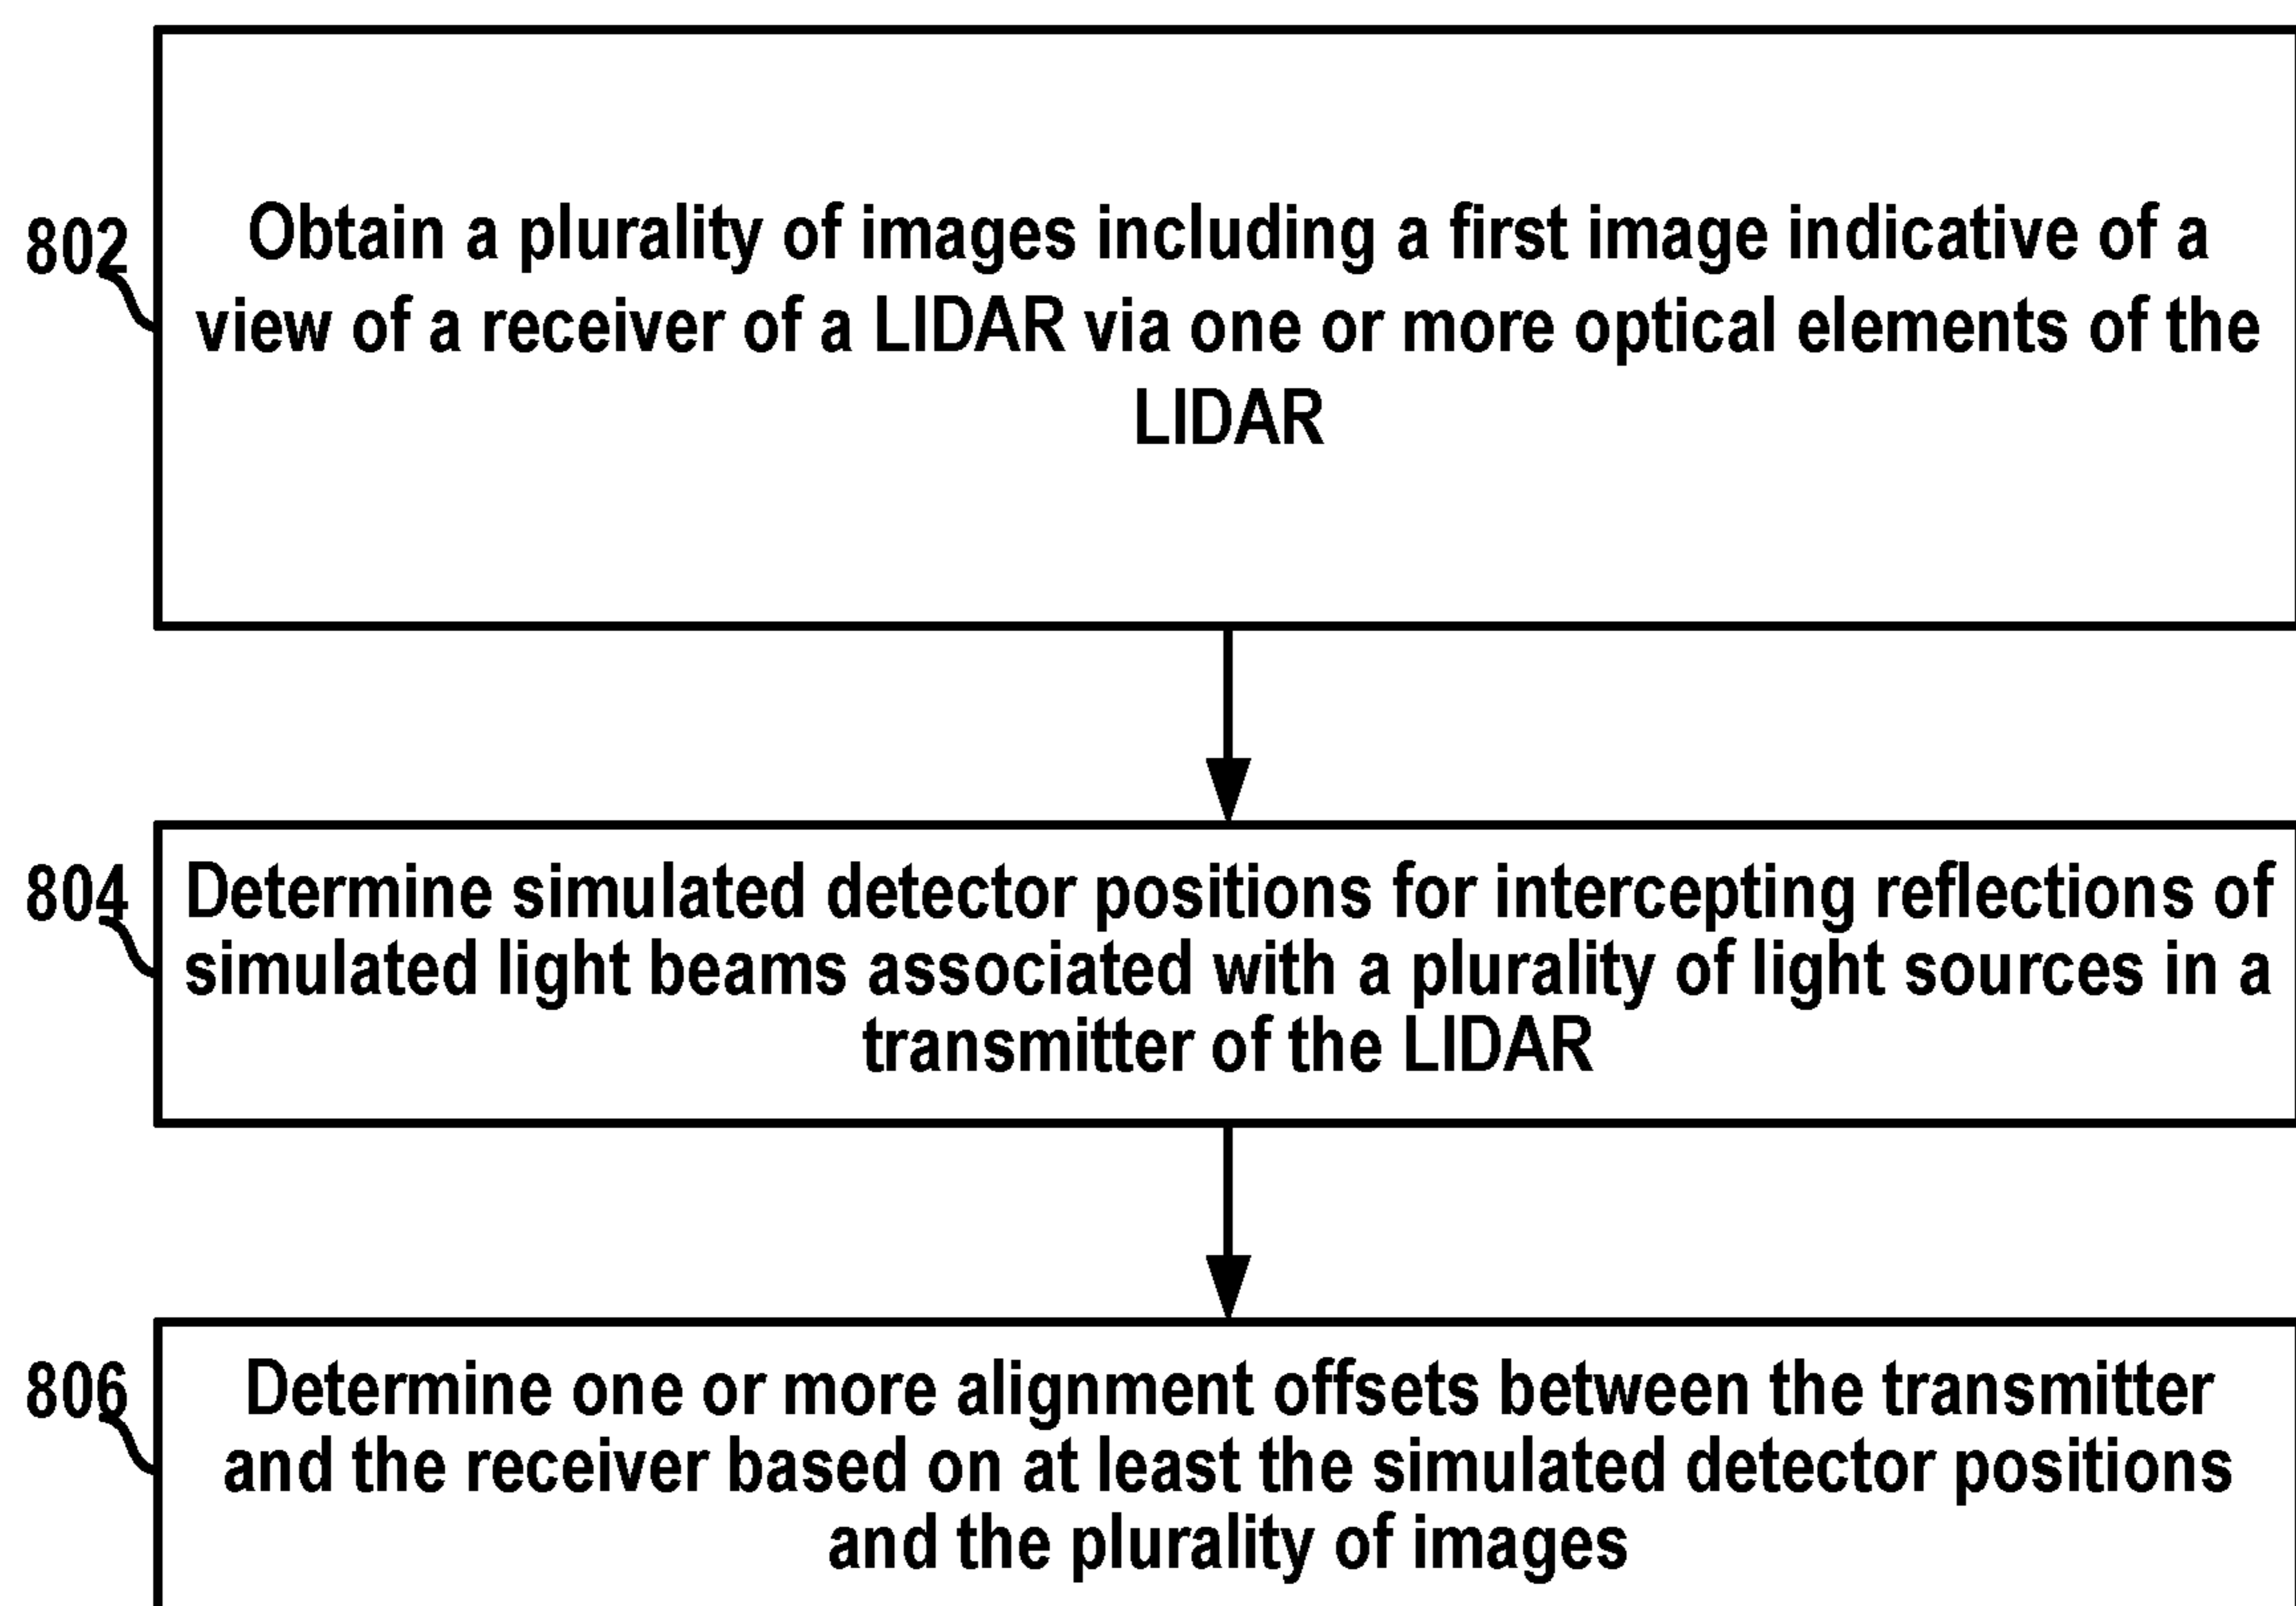 802
Obtain a plurality of images including a first image indicative of a
view of a receiver of a LIDAR via one or more optical elements of the
LIDAR
804
Determine simulated detector positions for intercepting reflections of
simulated light beams associated with a plurality of light sources in a
transmitter of the LIDAR
806
Determine one or more alignment offsets between the transmitter
and the receiver based on at least the simulated detector positions
and the plurality of images